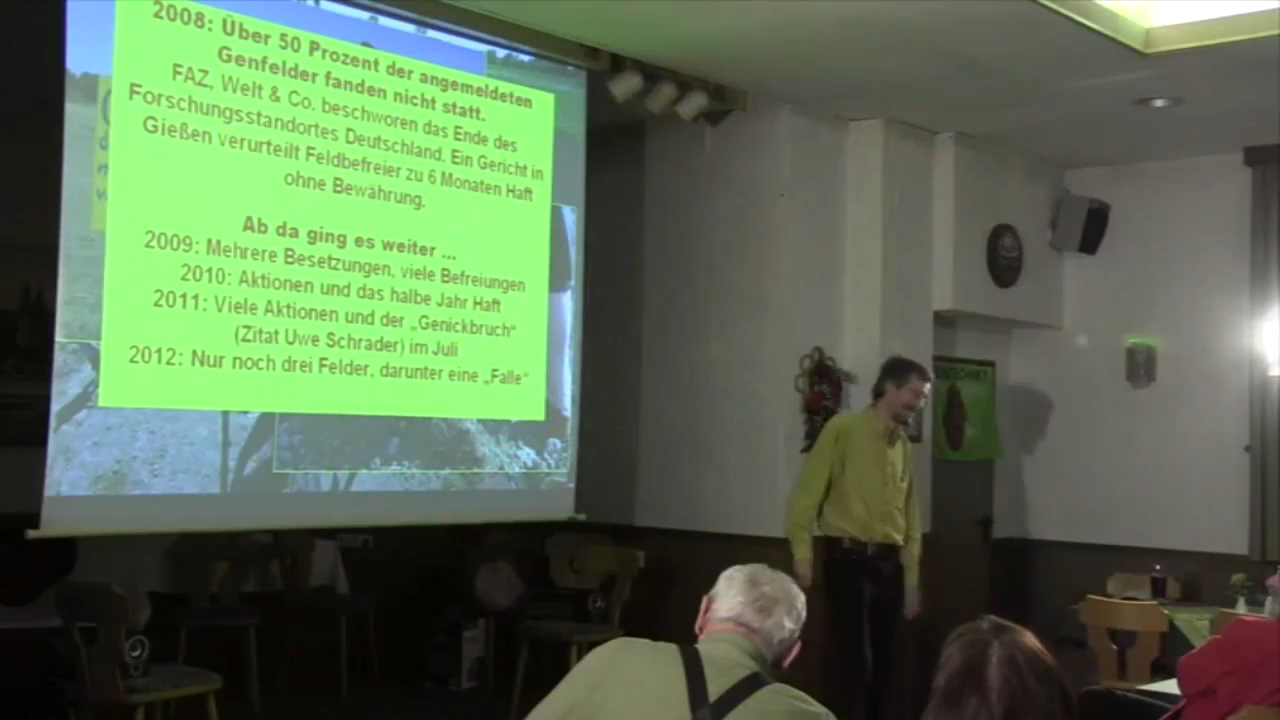 2008: Über 50 Prozent der angemeldeten
Genfelder fanden nicht statt.
FAZ, Welt & Co. beschworen das Ende des
Forschungsstandortes Deutschland. Ein Gericht in
Gießen verurteilt Feldbefreier zu 6 Monaten Haft
ohne Bewährung.
Ab da ging es weiter ...
2009: Mehrere Besetzungen, viele Befreiungen
2010: Aktionen und das halbe Jahr Haft
2011: Viele Aktionen und der „Genickbruch“
(Zitat Uwe Schrader) im Juli
2012: Nur noch drei Felder, darunter eine „Falle“